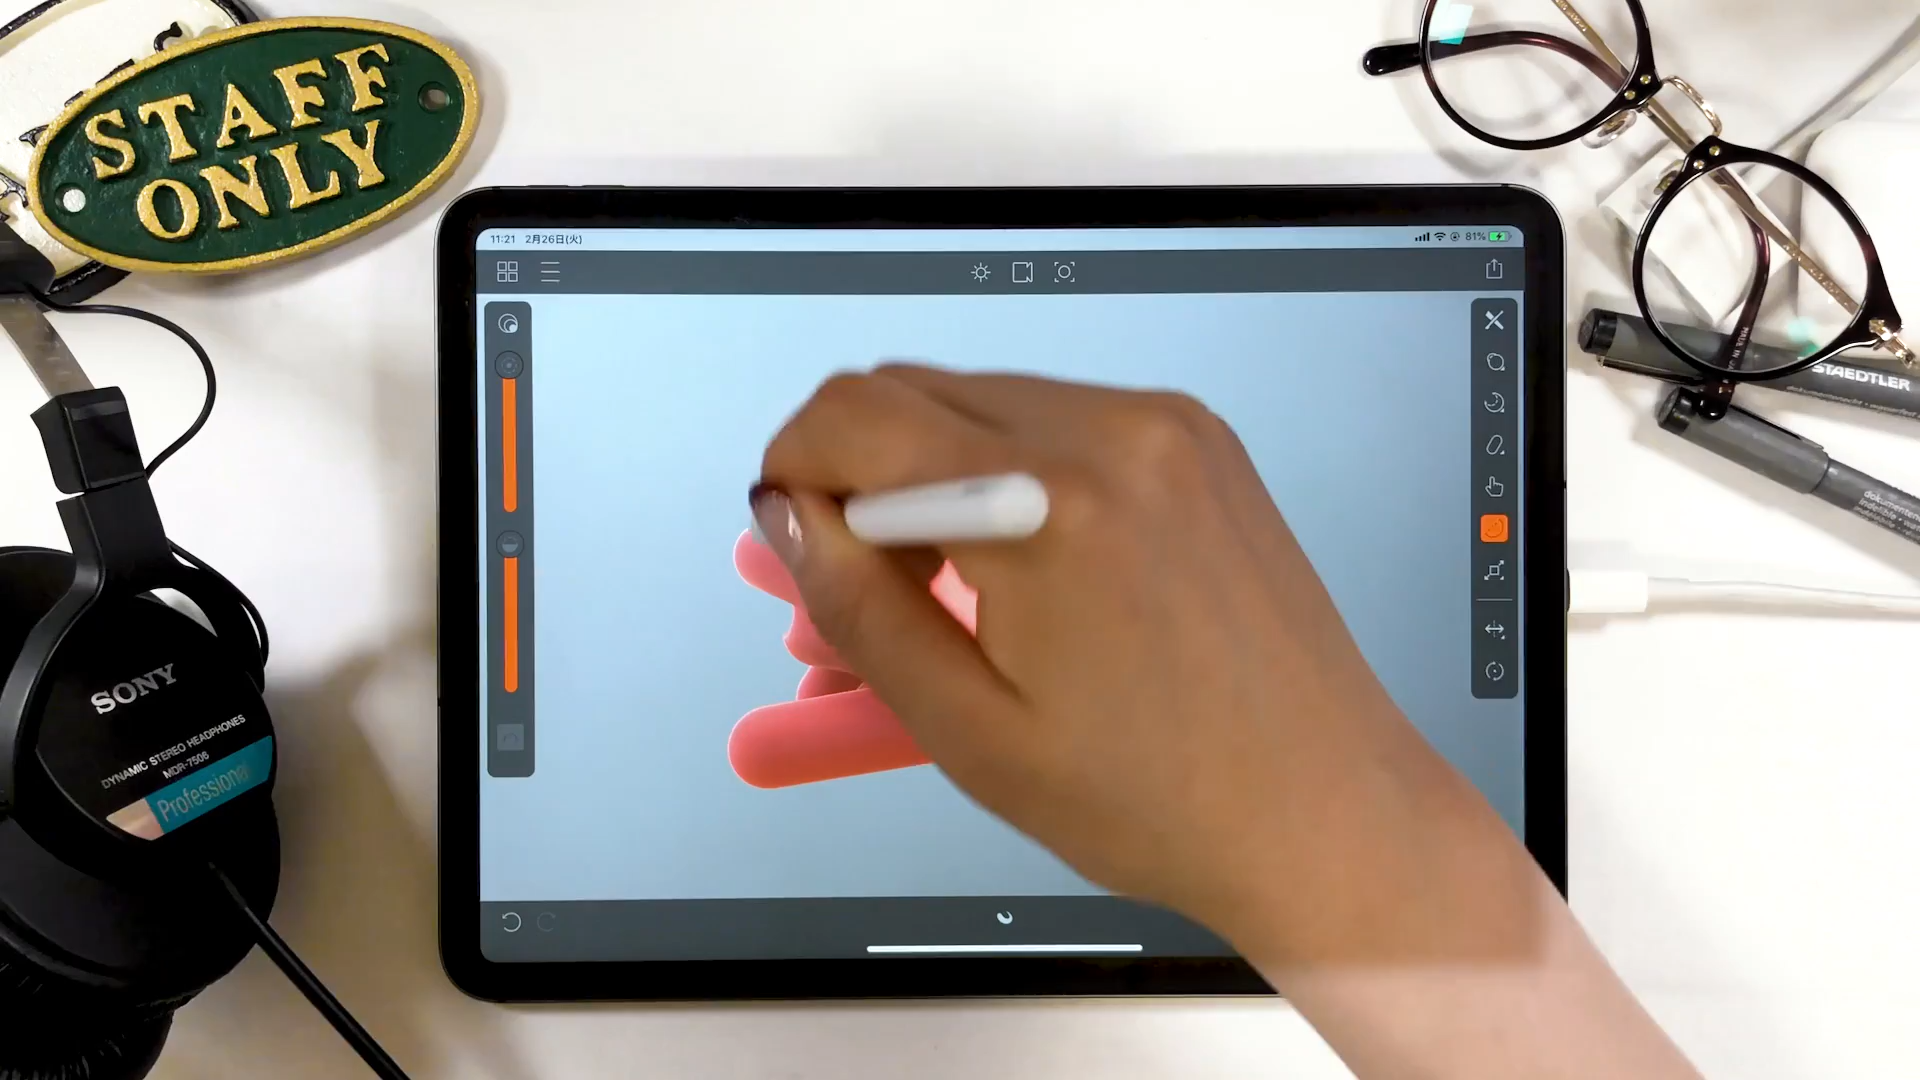 STAFF
ONLY
11:21 2月26日(火)
81%
STAEDTLER
SONY
DYNAMIC STEREO HEADPHONES
MDR-7506
Professional